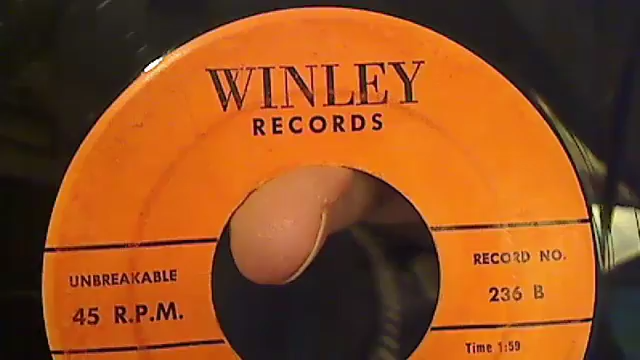 WINLEY
RECORDS
UNBREAKABLE
45 R.P.M.
RECORD NO.
236 B
Time 1:59